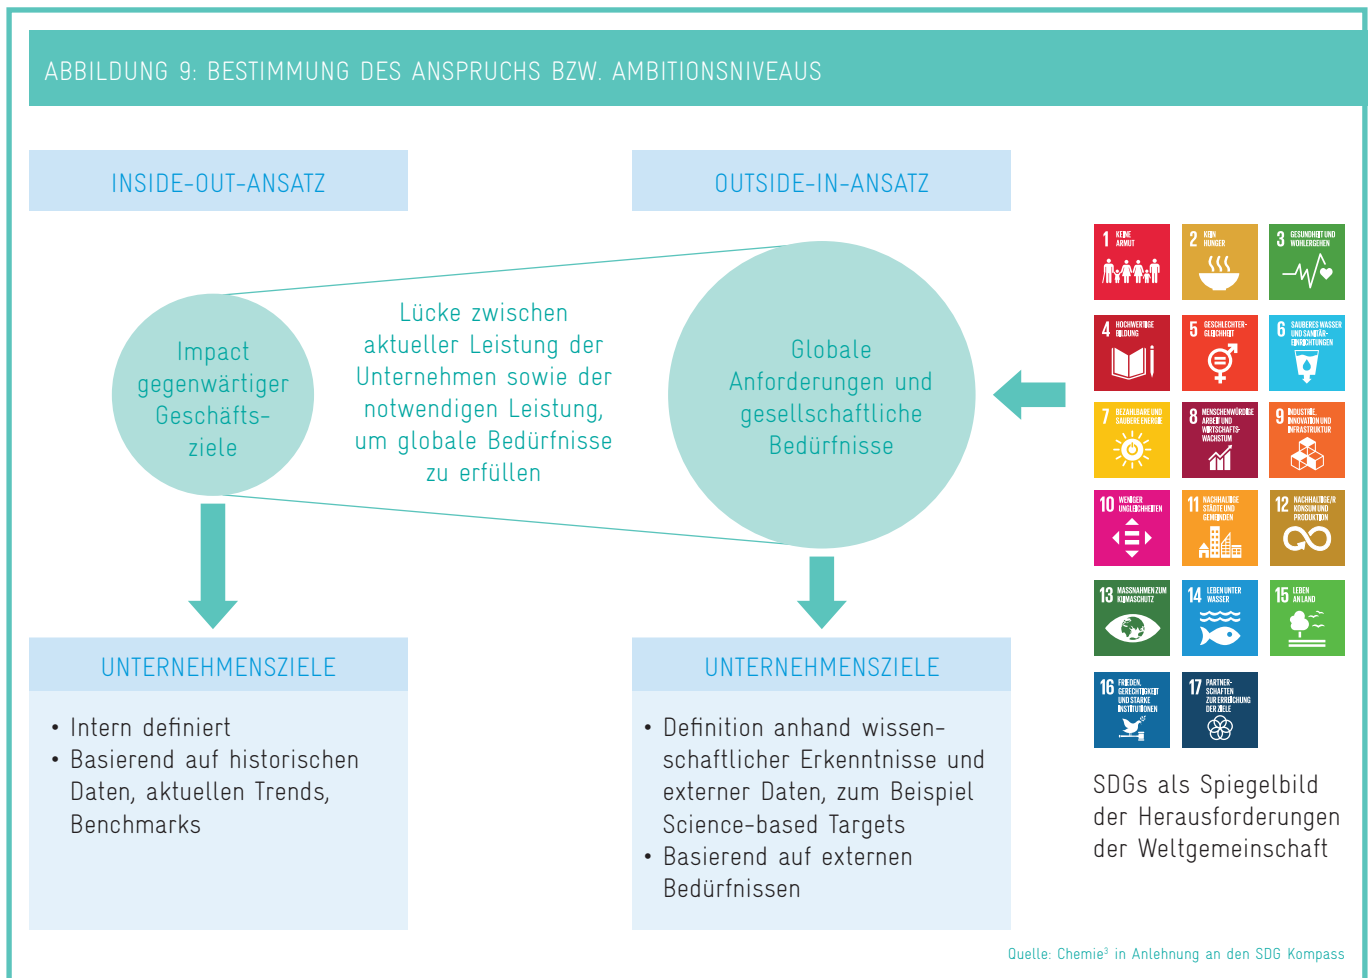 ABBILDUNG 9: BESTIMMUNG DES ANSPRUCHS BZW. AMBITIONSNIVEAUS
INSIDE-OUT-ANSATZ
Impact
gegenwärtiger
Geschäfts-
ziele
Lücke zwischen
aktueller Leistung der
Unternehmen sowie der
notwendigen Leistung,
um globale Bedürfnisse
zu erfüllen
OUTSIDE-IN-ANSATZ
Globale
Anforderungen und
gesellschaftliche
Bedürfnisse
UNTERNEHMENSZIELE
• Intern definiert
• Basierend auf historischen
Daten, aktuellen Trends,
Benchmarks
UNTERNEHMENSZIELE
• Definition anhand wissen-
schaftlicher Erkenntnisse und
externer Daten, zum Beispiel
Science-based Targets
• Basierend auf externen
Bedürfnissen
1 KEINE
ARMUT
2 KEIN
HUNGER
3 GESUNDHEIT UND
WOHLERGEHEN
4 HOCHWERTIGE
BILDUNG
5 GESCHLECHTER-
GLEICHHEIT
6 SAUBERES WASSER
UND SANITÄR-
EINRICHTUNGEN
7 BEZAHLBARE UND
SAUBERE ENERGIE
8 MENSCHENWÜRDIGE
ARBEIT UND
WIRTSCHAFTS-
WACHSTUM
9 INDUSTRIE,
INNOVATION UND
INFRASTRUKTUR
10 WENIGER
UNGLEICHHEITEN
11 NACHHALTIGE
STÄDTE UND
GEMEINDEN
12 NACHHALTIGE/R
KONSUM UND
PRODUKTION
13 MASSNAHMEN ZUM
KLIMASCHUTZ
14 LEBEN UNTER
WASSER
15 LEBEN
AN LAND
16 FRIEDEN,
GERECHTIGKEIT
UND STARKE
INSTITUTIONEN
17 PARTNER-
SCHAFTEN
ZUR ERREICHUNG
DER ZIELE
SDGs als Spiegelbild
der Herausforderungen
der Weltgemeinschaft
Quelle: Chemie³ in Anlehnung an den SDG Kompass